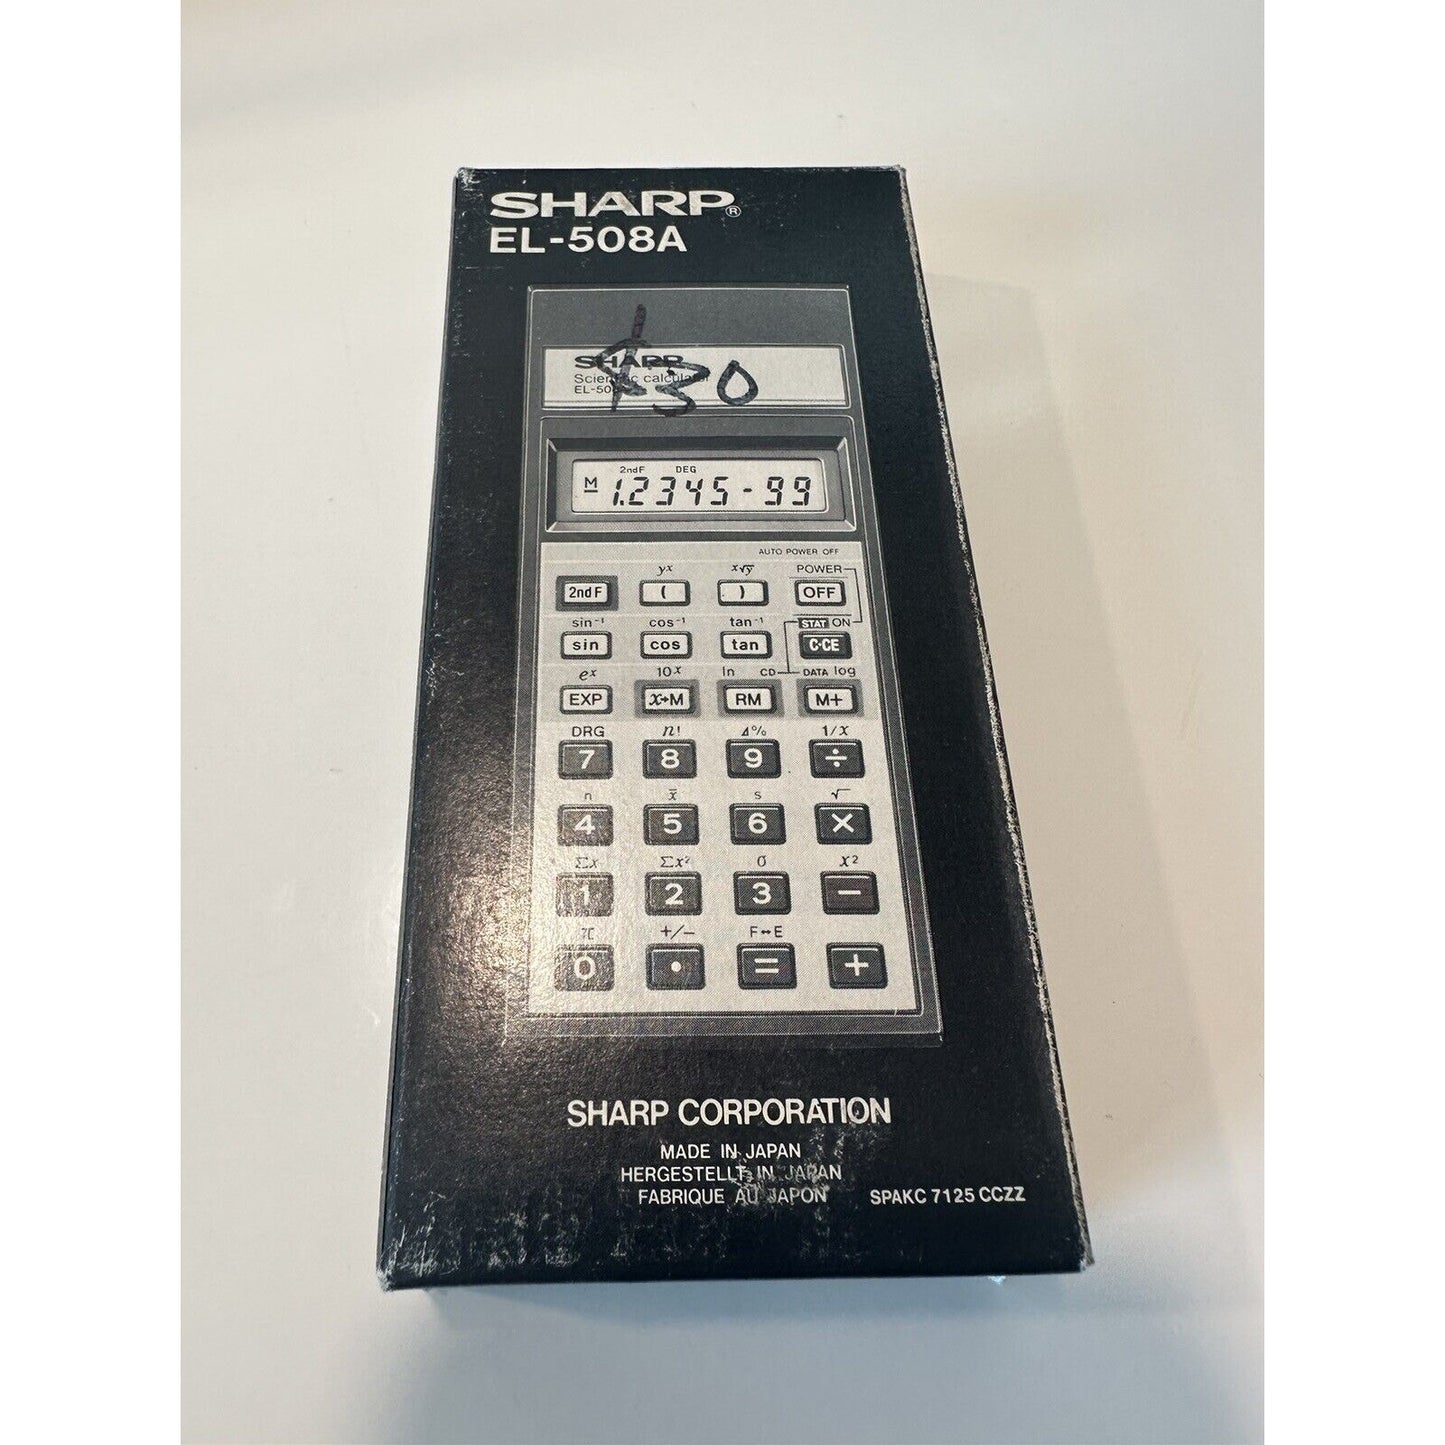 SHARP®
EL-508A
SHARP
Scientific calculator
$30
2ndF DEG
M 1.2345 - 99
AUTO POWER OFF
yˣ ˣ√y POWER
2nd F ( ) OFF
sin⁻¹ cos⁻¹ tan⁻¹ STAT ON
sin cos tan C·CE
eˣ 10ˣ ln CD DATA log
EXP x→M RM M+
DRG n! Δ% 1/x
7 8 9 ÷
n x̄ s √
4 5 6 ×
Σx Σx² σ x²
1 2 3 −
π +/− F↔E
0 • = +
SHARP CORPORATION
MADE IN JAPAN
HERGESTELLT IN JAPAN
FABRIQUE AU JAPON SPAKC 7125 CCZZ